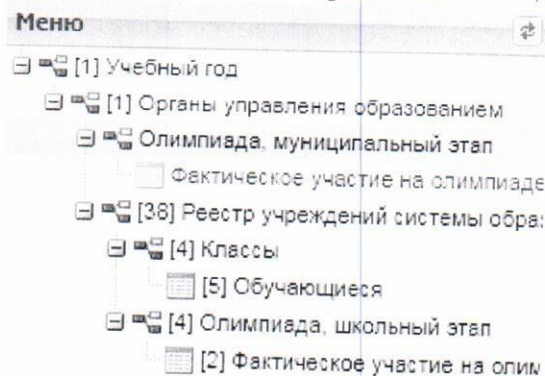 Меню
[1] Учебный год
[1] Органы управления образованием
Олимпиада, муниципальный этап
Фактическое участие на олимпиаде
[38] Реестр учреждений системы обра
[4] Классы
[5] Обучающиеся
[4] Олимпиада, школьный этап
[2] Фактическое участие на олим